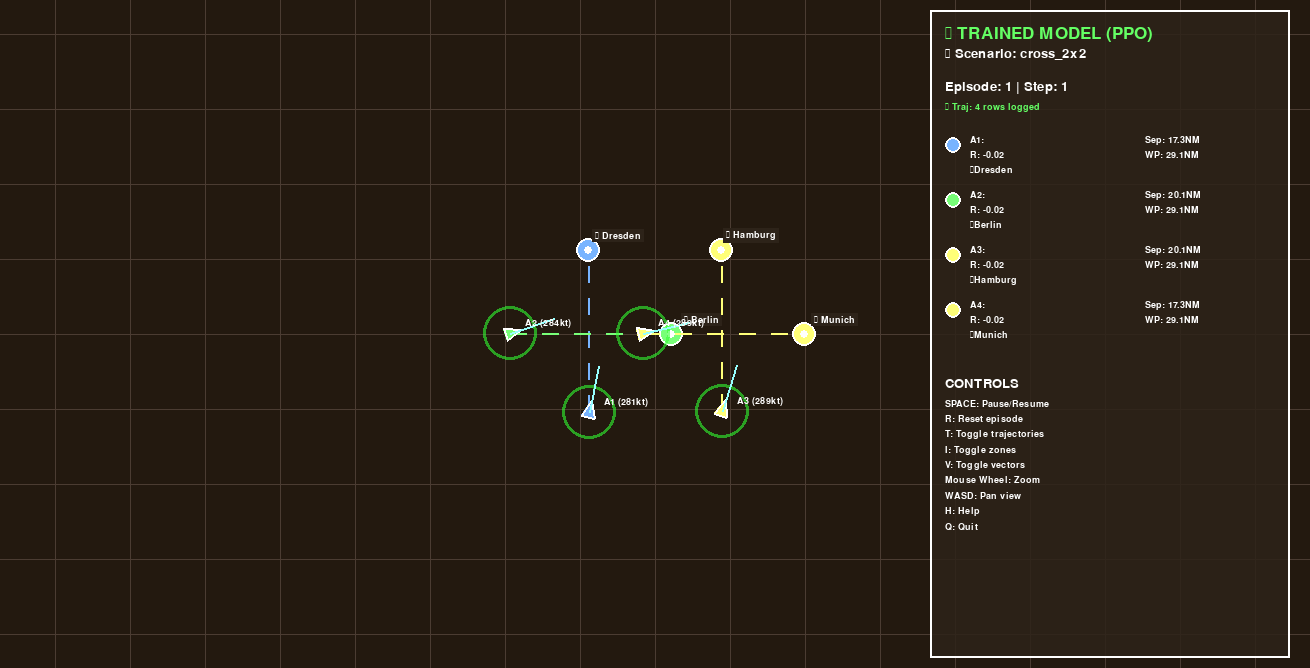 TRAINED MODEL (PPO)
Scenario: cross_2x2
Episode: 1 | Step: 1
Traj: 4 rows logged
A1:
Sep: 17.3NM
R: -0.02
WP: 29.1NM
Dresden
A2:
Sep: 20.1NM
R: -0.02
WP: 29.1NM
Berlin
A3:
Sep: 20.1NM
R: -0.02
WP: 29.1NM
Hamburg
A4:
Sep: 17.3NM
R: -0.02
WP: 29.1NM
Munich
CONTROLS
SPACE: Pause/Resume
R: Reset episode
T: Toggle trajectories
I: Toggle zones
V: Toggle vectors
Mouse Wheel: Zoom
WASD: Pan view
H: Help
Q: Quit
Dresden
Hamburg
A2 (284kt)
A4
Berlin
Munich
A1 (281kt)
A3 (289kt)